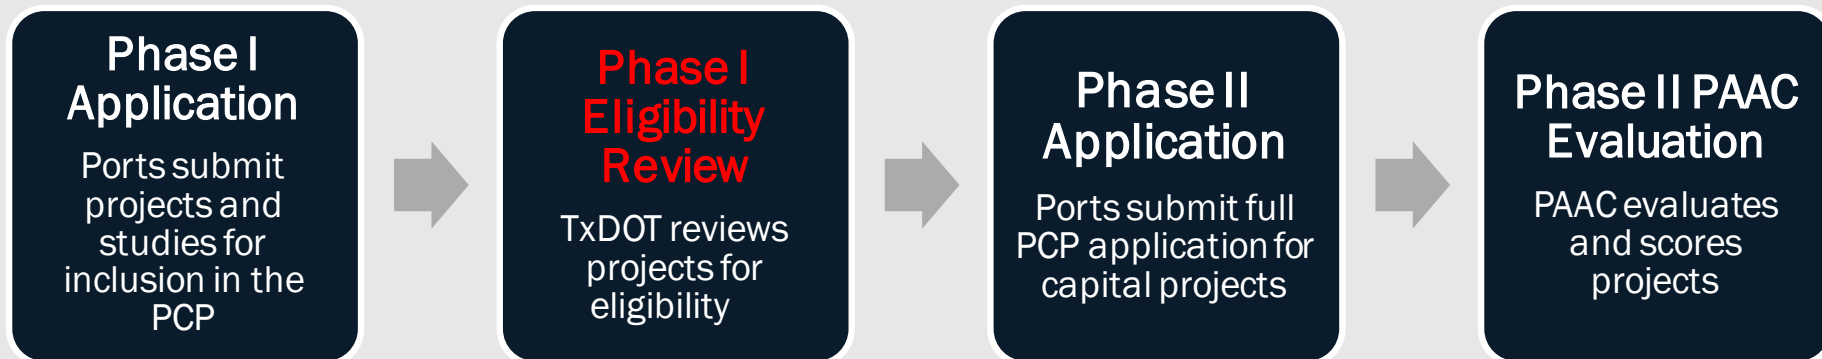 Phase I
Application
Ports submit
projects and
studies for
inclusion in the
PCP
Phase I
Eligibility
Review
TxDOT reviews
projects for
eligibility
Phase II
Application
Ports submit full
PCP application for
capital projects
Phase II PAAC
Evaluation
PAAC evaluates
and scores
projects